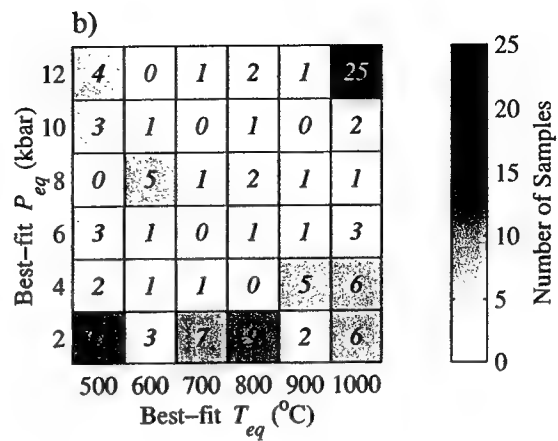 b)
12 4 0 1 2 1 25
10 3 1 0 1 0 2
8 0 5 1 2 1 1
6 3 1 0 1 1 3
4 2 1 1 0 5 6
2 3 7 9 2 6
500 600 700 800 900 1000
Best-fit T_eq (°C)
Best-fit P_eq (kbar)
25
20
15
10
5
0
Number of Samples